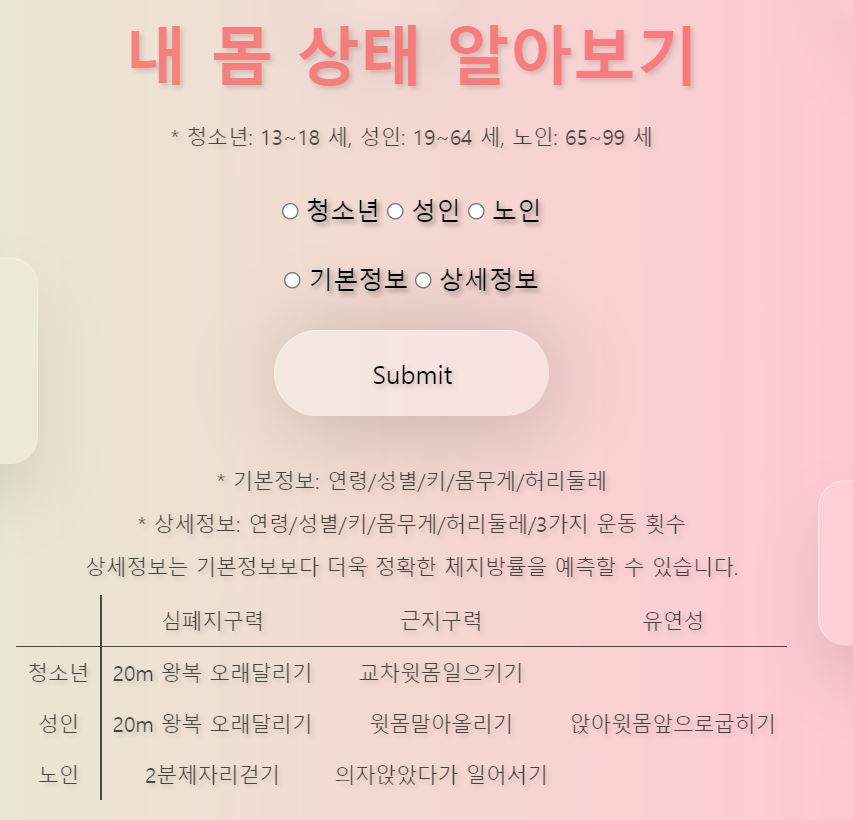 내 몸 상태 알아보기
* 청소년: 13~18 세, 성인: 19~64 세, 노인: 65~99 세
청소년 성인 노인
기본정보 상세정보
Submit
* 기본정보: 연령/성별/키/몸무게/허리둘레
* 상세정보: 연령/성별/키/몸무게/허리둘레/3가지 운동 횟수
상세정보는 기본정보보다 더욱 정확한 체지방률을 예측할 수 있습니다.
심폐지구력 근지구력 유연성
청소년 20m 왕복 오래달리기 교차윗몸일으키기
성인 20m 왕복 오래달리기 윗몸말아올리기 앉아윗몸앞으로굽히기
노인 2분제자리걷기 의자앉았다가 일어서기